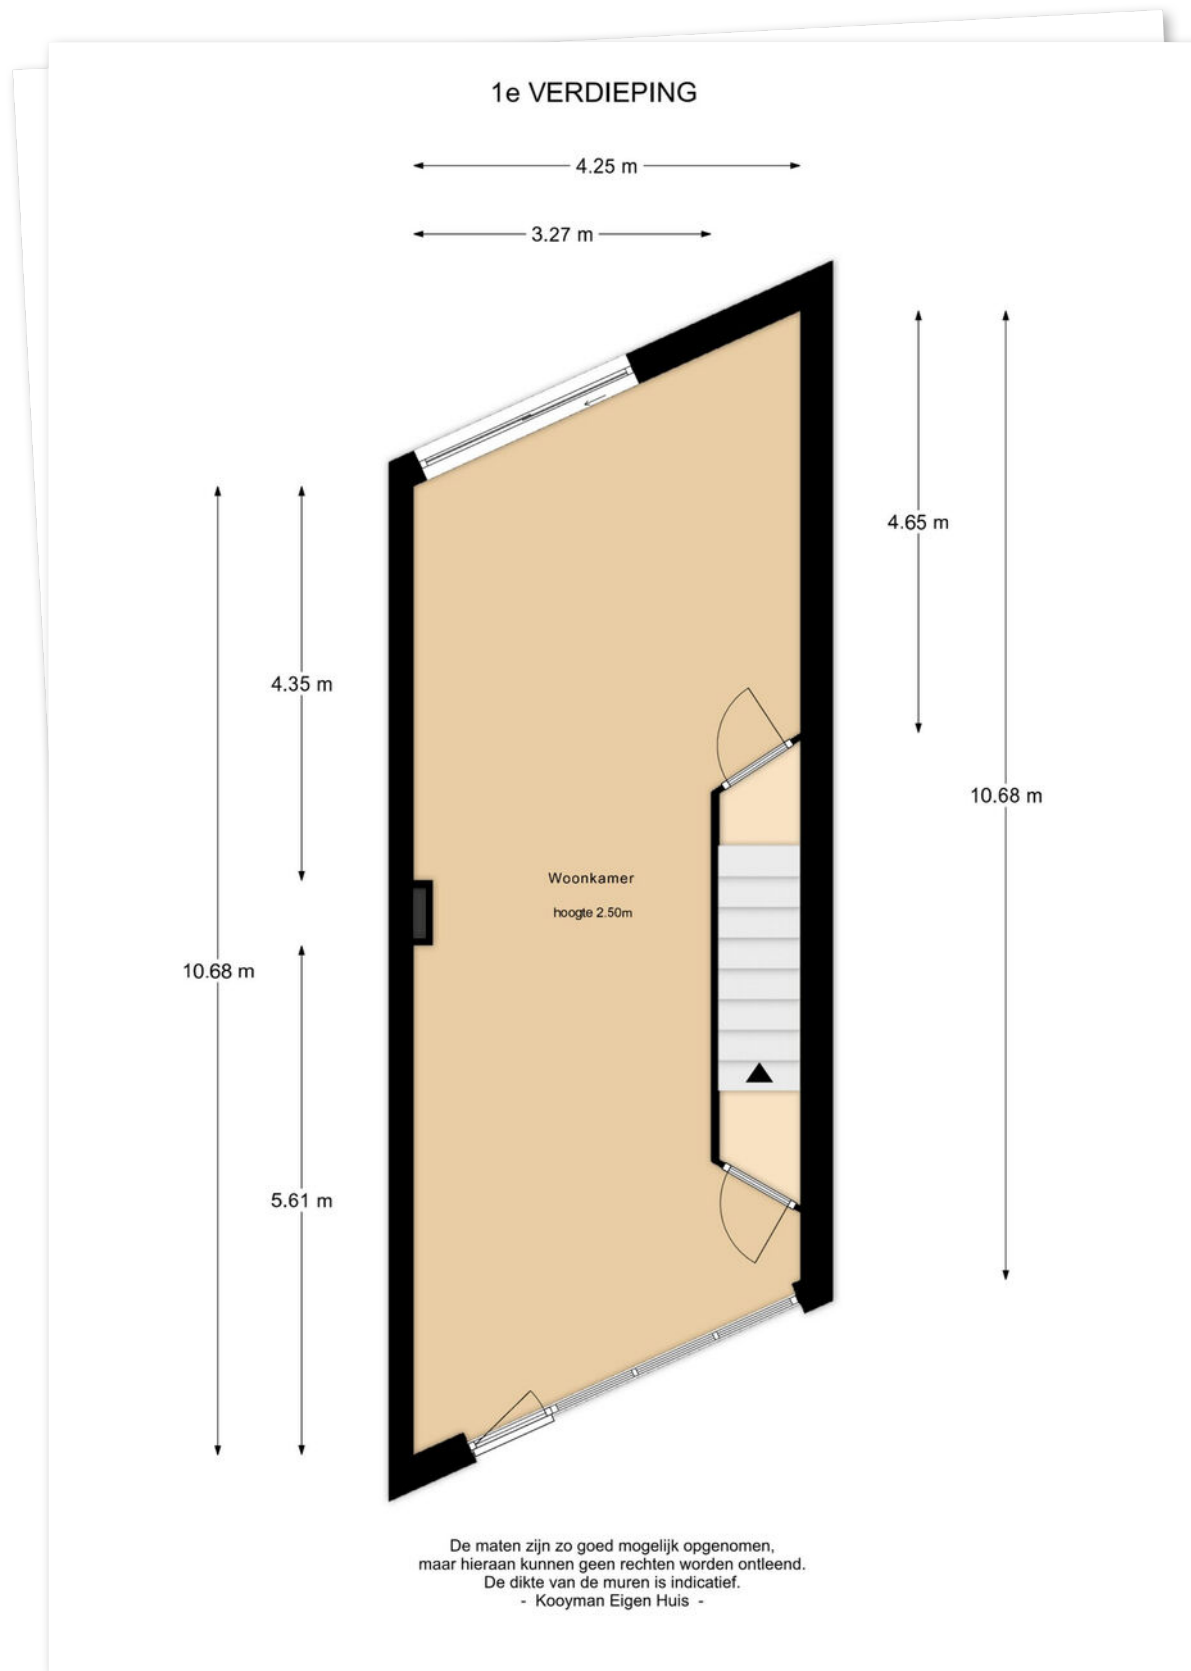 1e VERDIEPING
4.25 m
3.27 m
4.65 m
4.35 m
10.68 m
Woonkamer
hoogte 2.50m
10.68 m
5.61 m
De maten zijn zo goed mogelijk opgenomen,
maar hieraan kunnen geen rechten worden ontleend.
De dikte van de muren is indicatief.
- Kooyman Eigen Huis -